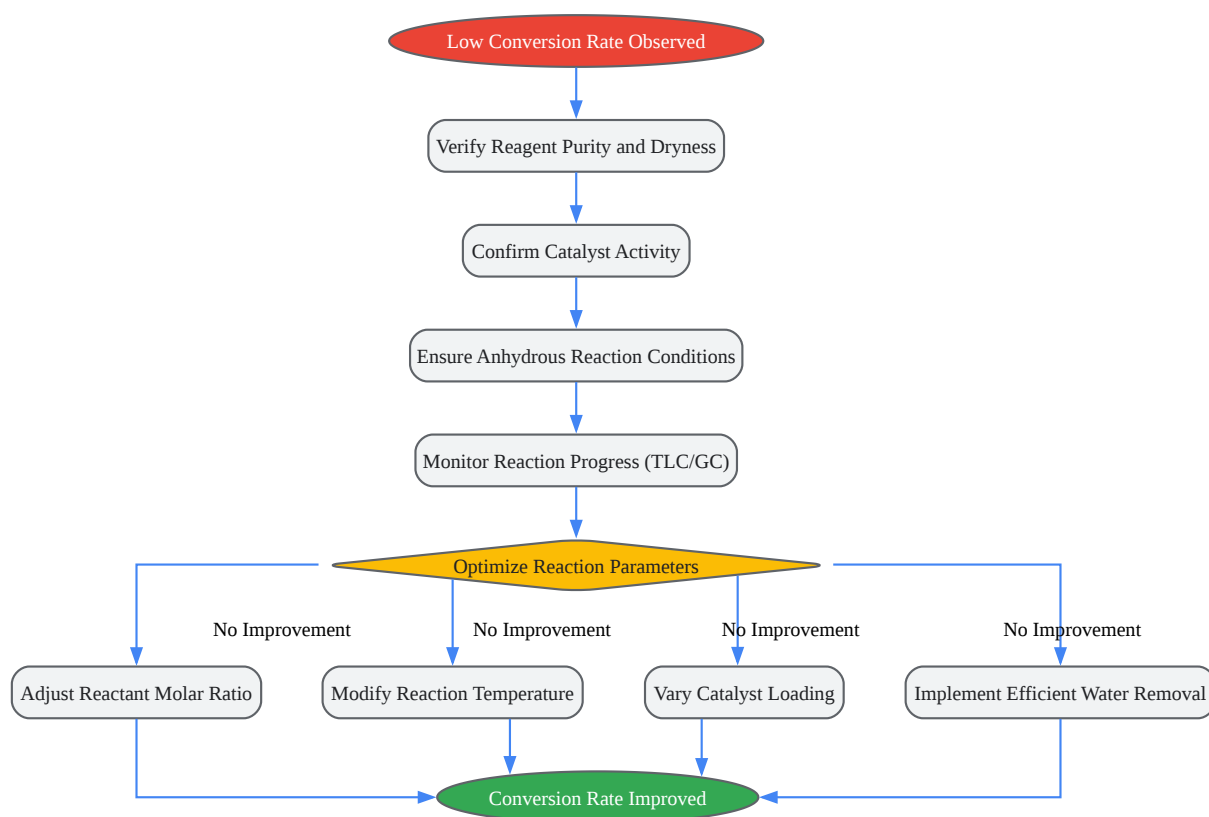 Low Conversion Rate Observed
Verify Reagent Purity and Dryness
Confirm Catalyst Activity
Ensure Anhydrous Reaction Conditions
Monitor Reaction Progress (TLC/GC)
Optimize Reaction Parameters
No Improvement
No Improvement
No Improvement
No Improvement
Adjust Reactant Molar Ratio
Modify Reaction Temperature
Vary Catalyst Loading
Implement Efficient Water Removal
Conversion Rate Improved